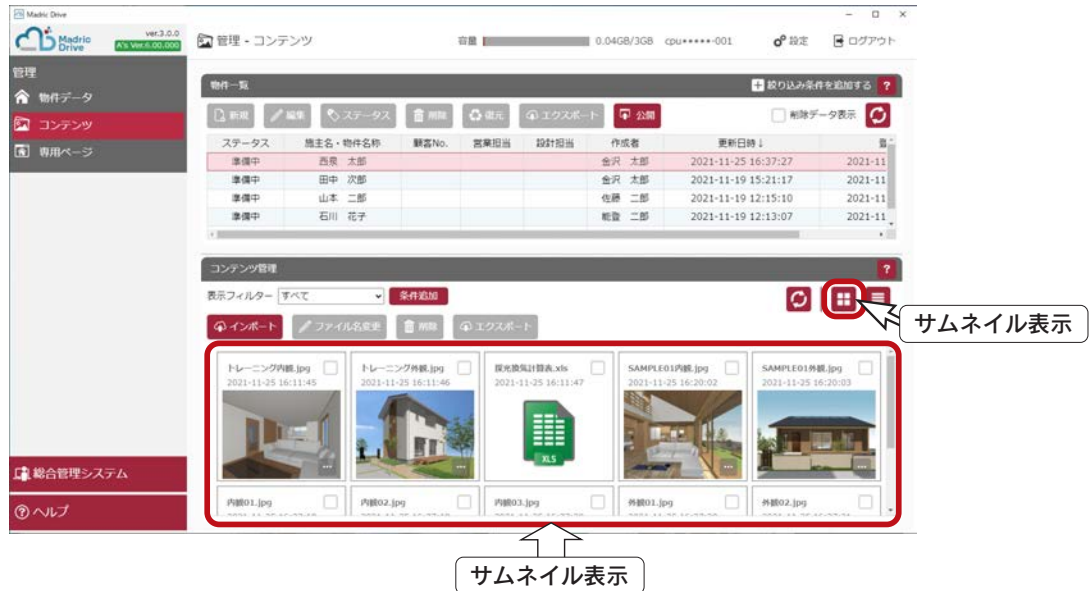 Madric Drive
Madric Drive ver.3.0.0
A's Ver.6.00.000
管理 - コンテンツ 容量 0.04GB/3GB cpu*****-001 設定 ログアウト
管理
物件データ
コンテンツ
専用ページ
総合管理システム
ヘルプ
物件一覧 絞り込み条件を追加する ?
新規 編集 ステータス 削除 復元 エクスポート 公開 削除データ表示
ステータス 施主名・物件名称 顧客No. 営業担当 設計担当 作成者 更新日時↓
準備中 西泉 太郎 金沢 太郎 2021-11-25 16:37:27 2021-11
準備中 田中 次郎 金沢 太郎 2021-11-19 15:21:17 2021-11
準備中 山本 二郎 佐藤 二郎 2021-11-19 12:15:10 2021-11
準備中 石川 花子 能登 二郎 2021-11-19 12:13:07 2021-11
コンテンツ管理 ?
表示フィルター すべて 条件追加
サムネイル表示
インポート ファイル名変更 削除 エクスポート
トレーニング内観.jpg トレーニング外観.jpg 採光換気計算表.xls SAMPLE01内観.jpg SAMPLE01外観.jpg
2021-11-25 16:11:45 2021-11-25 16:11:46 2021-11-25 16:11:47 2021-11-25 16:20:02 2021-11-25 16:20:03
XLS
内観01.jpg 内観02.jpg 内観03.jpg 外観01.jpg 外観02.jpg
サムネイル表示